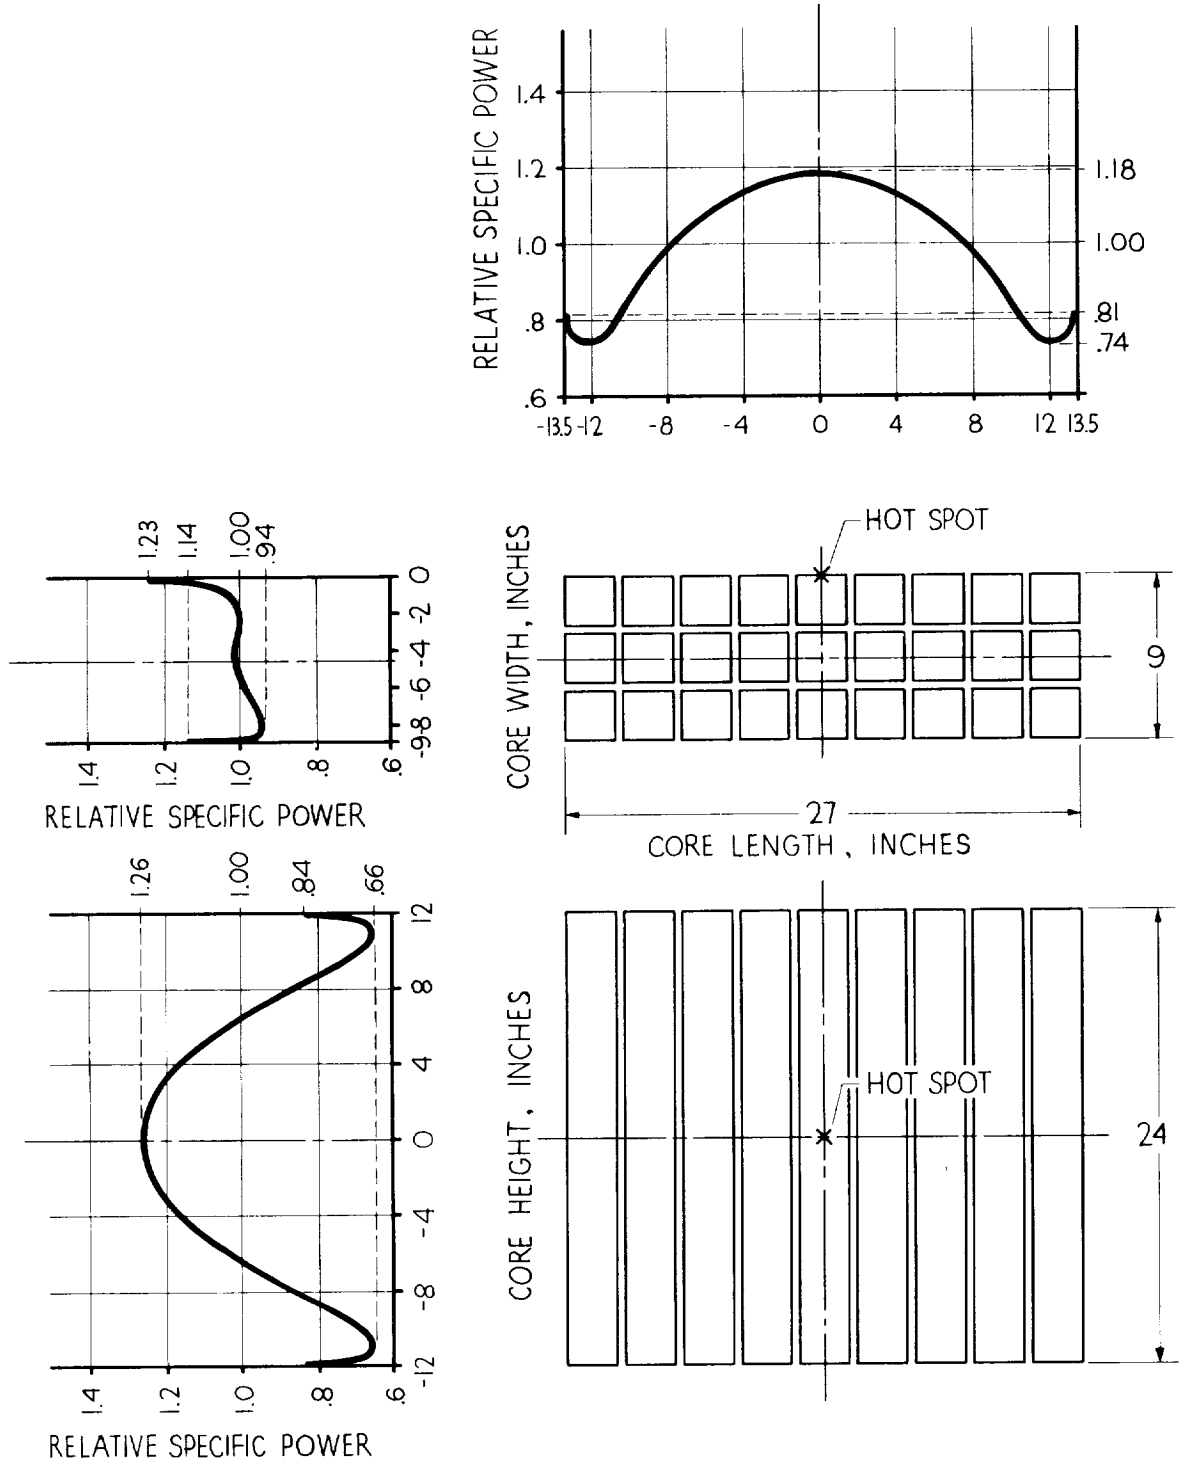 RELATIVE SPECIFIC POWER
1.4
1.2
1.0
.8
.6
1.18
1.00
.81
.74
-13.5 -12 -8 -4 0 4 8 12 13.5
1.23 1.14 1.00 .94
0
-2
-4
-6
-8
-9
1.4 1.2 1.0 .8 .6
RELATIVE SPECIFIC POWER
CORE WIDTH, INCHES
HOT SPOT
9
27
CORE LENGTH, INCHES
1.26 1.00 .84 .66
12
8
4
0
-4
-8
-12
1.4 1.2 1.0 .8 .6
RELATIVE SPECIFIC POWER
CORE HEIGHT, INCHES
HOT SPOT
24